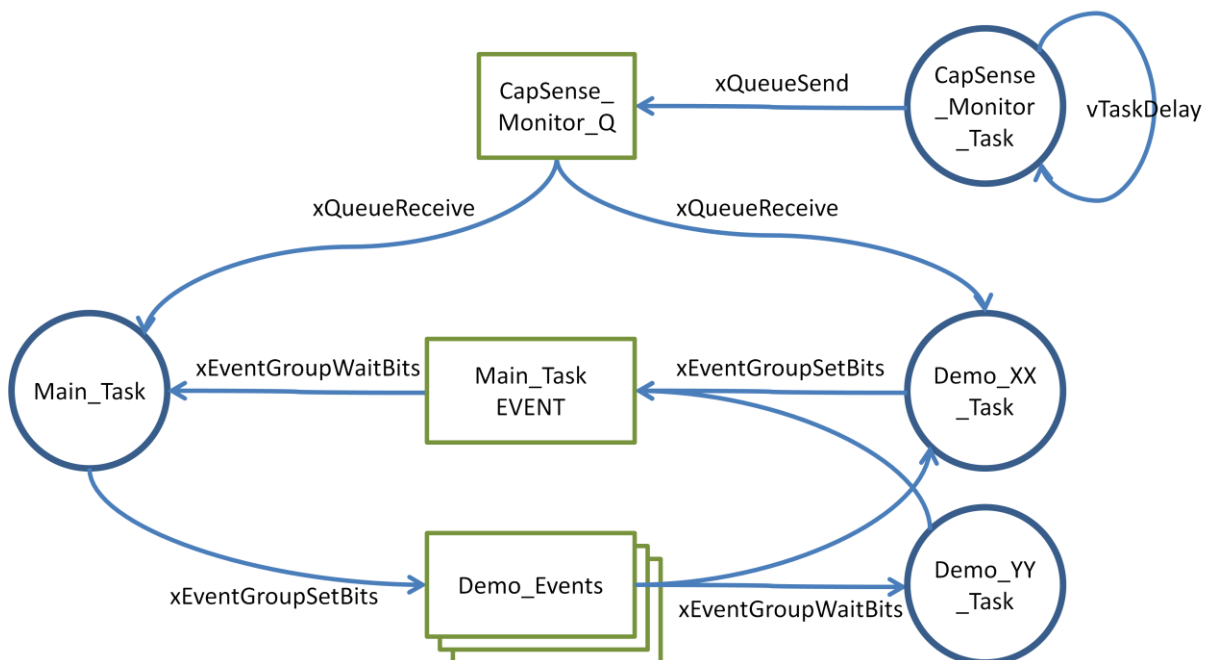 CapSense_
Monitor_Q
xQueueSend
CapSense
_Monitor
_Task
vTaskDelay
xQueueReceive
xQueueReceive
Main_Task
xEventGroupWaitBits
Main_Task
EVENT
xEventGroupSetBits
Demo_XX
_Task
xEventGroupSetBits
Demo_Events
xEventGroupWaitBits
Demo_YY
_Task